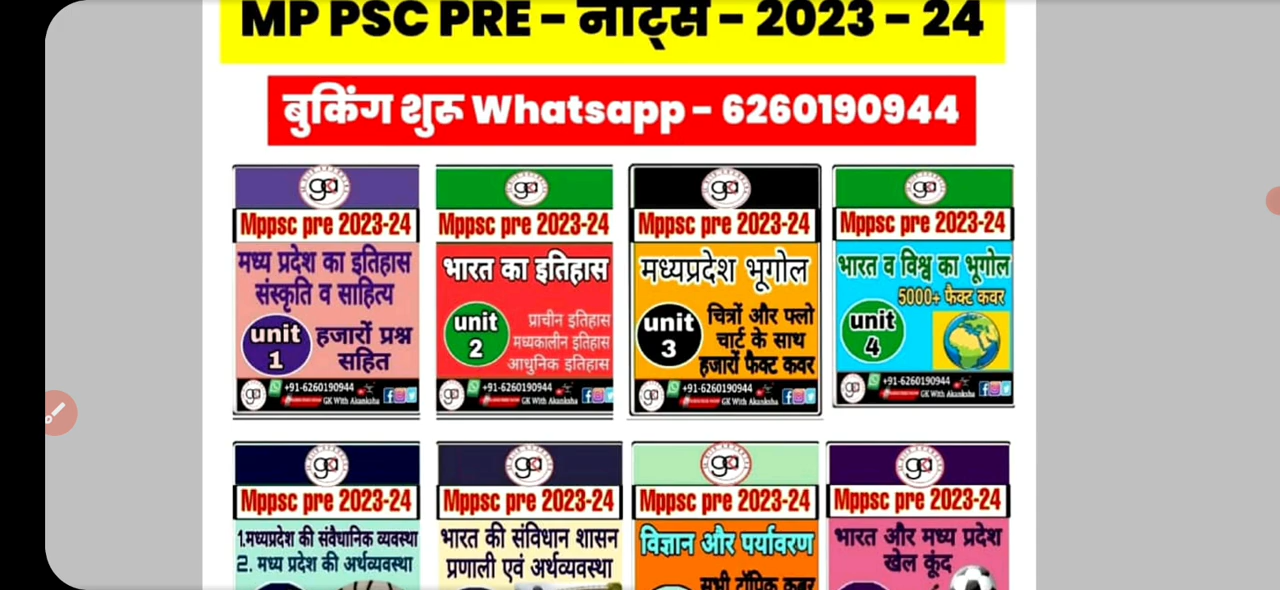 MP PSC PRE - नोट्स - 2023 - 24
बुकिंग शुरू Whatsapp - 6260190944
Mppsc pre 2023-24
मध्य प्रदेश का इतिहास
संस्कृति व साहित्य
unit
1
हजारों प्रश्न
सहित
+91-6260190944
GK With Akanksha
Mppsc pre 2023-24
भारत का इतिहास
unit
2
प्राचीन इतिहास
मध्यकालीन इतिहास
आधुनिक इतिहास
+91-6260190944
GK With Akanksha
Mppsc pre 2023-24
मध्यप्रदेश भूगोल
unit
3
चित्रों और फ्लो
चार्ट के साथ
हजारों फैक्ट कवर
+91-6260190944
GK With Akanksha
Mppsc pre 2023-24
भारत व विश्व का भूगोल
5000+ फैक्ट कवर
unit
4
+91-6260190944
GK With Akanksha
Mppsc pre 2023-24
1.मध्यप्रदेश की संवैधानिक व्यवस्था
2. मध्य प्रदेश की अर्थव्यवस्था
Mppsc pre 2023-24
भारत की संविधान शासन
प्रणाली एवं अर्थव्यवस्था
Mppsc pre 2023-24
विज्ञान और पर्यावरण
सभी टॉपिक कवर
Mppsc pre 2023-24
भारत और मध्य प्रदेश
खेल कूंद